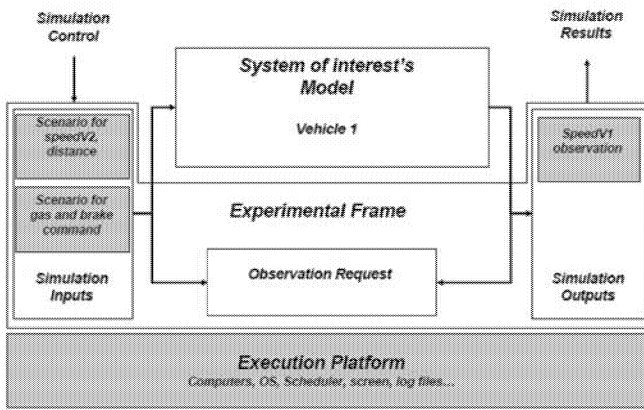 Simulation
Control
Simulation
Results
System of interest's
Model
Vehicle 1
Scenario for
speedV2,
distance
SpeedV1
observation
Scenario for
gas and brake
command
Experimental Frame
Observation Request
Simulation
Inputs
Simulation
Outputs
Execution Platform
Computers, OS, Scheduler, screen, log files...